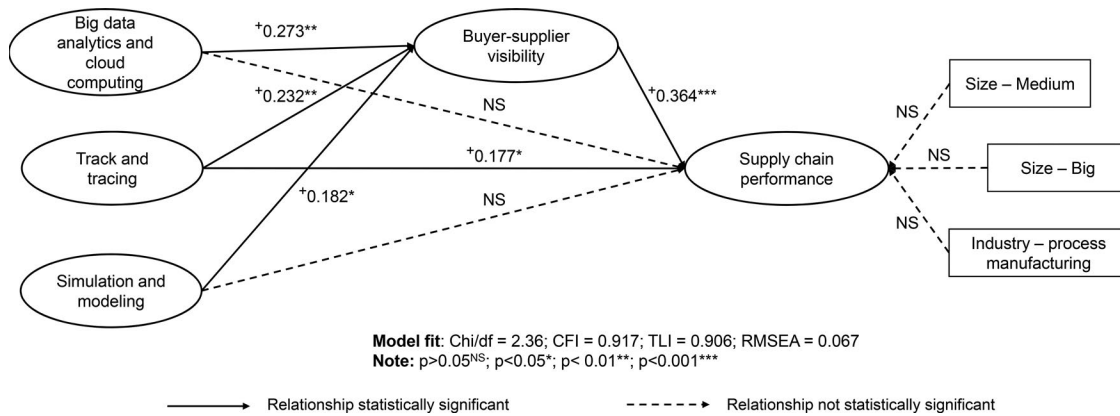 Big data
analytics and
cloud
computing
+0.273**
Buyer-supplier
visibility
+0.232**
NS
+0.364***
Size – Medium
NS
Track and
tracing
+0.177*
Supply chain
performance
NS
Size – Big
+0.182*
NS
NS
Simulation and
modeling
Industry – process
manufacturing
Model fit: Chi/df = 2.36; CFI = 0.917; TLI = 0.906; RMSEA = 0.067
Note: p>0.05NS; p<0.05*; p< 0.01**; p<0.001***
Relationship statistically significant
Relationship not statistically significant